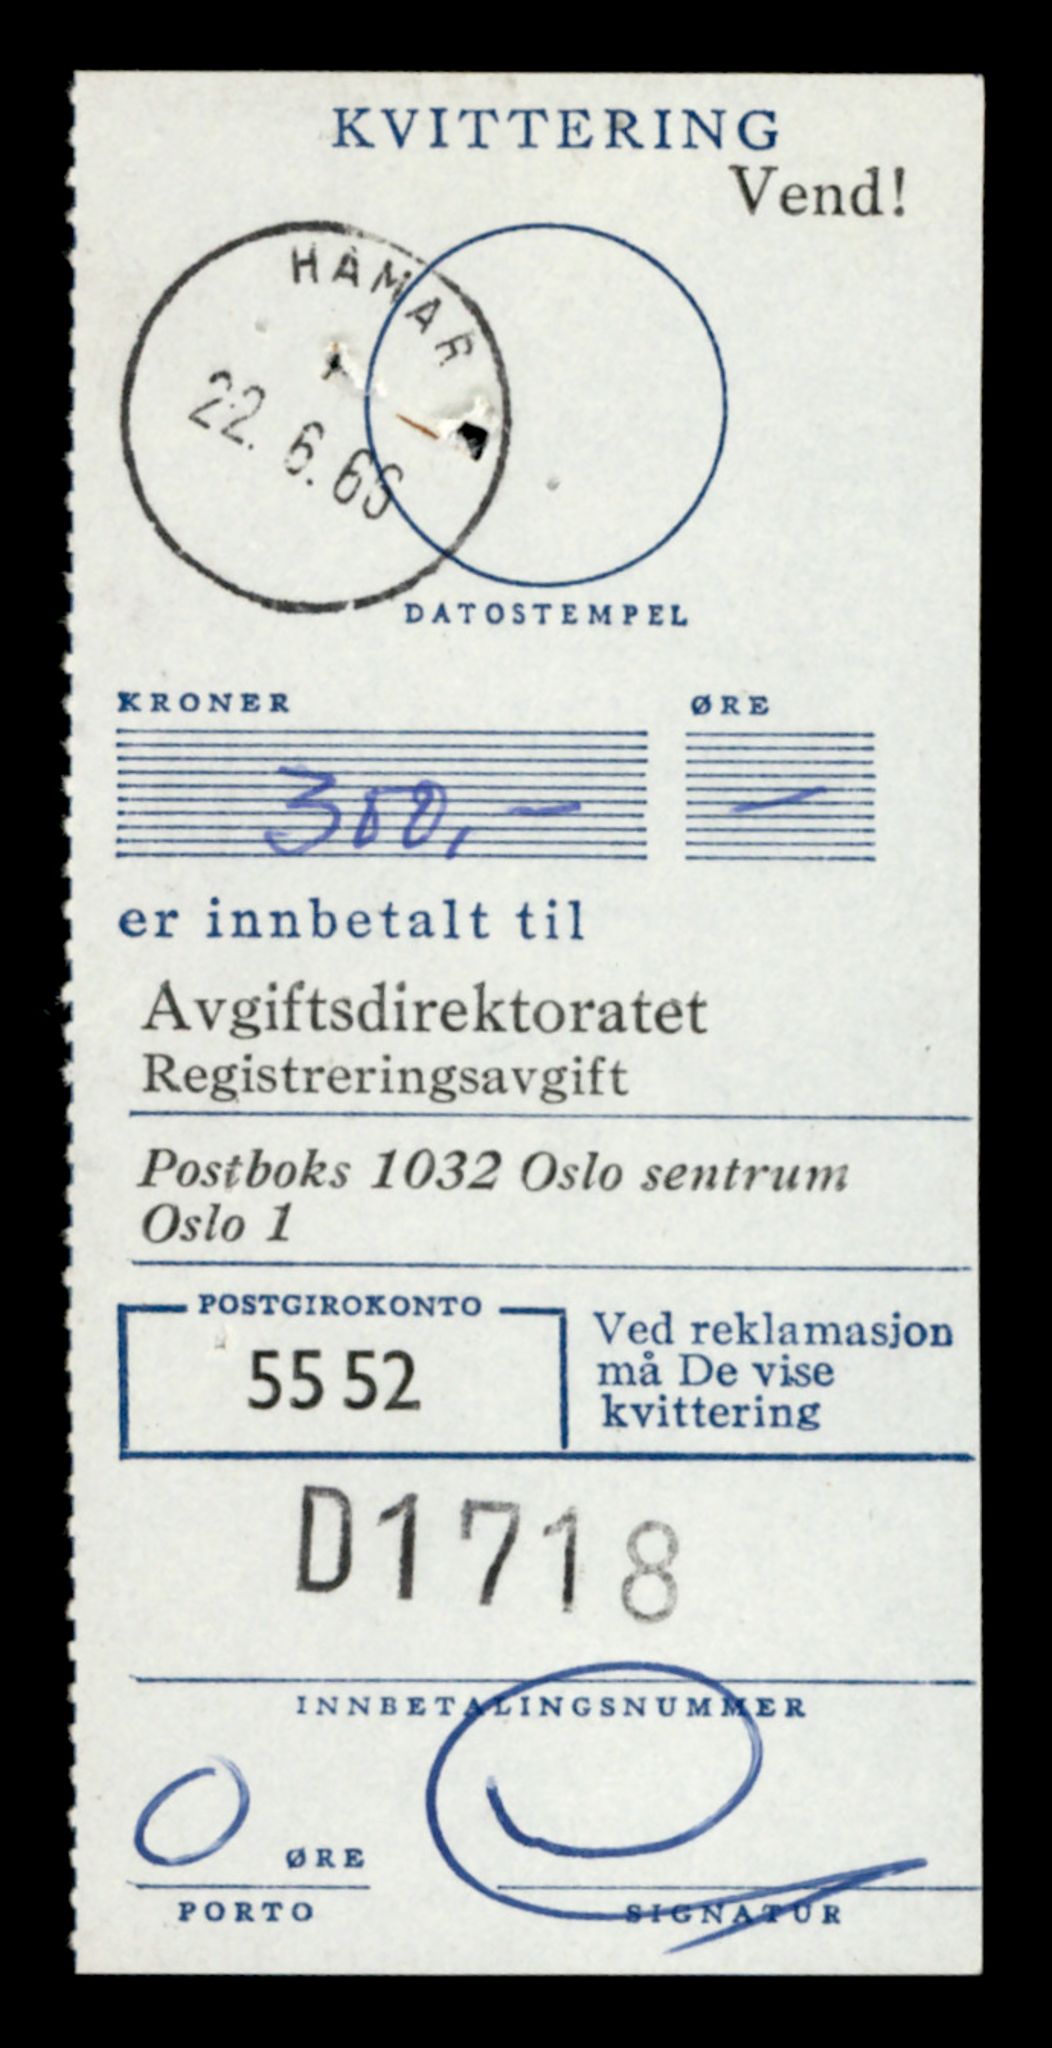 KVITTERING
Vend!
HAMAR
22. 6. 65
DATOSTEMPEL
KRONER ØRE
300,- -
er innbetalt til
Avgiftsdirektoratet
Registreringsavgift
Postboks 1032 Oslo sentrum
Oslo 1
POSTGIROKONTO
55 52
Ved reklamasjon
må De vise
kvittering
D1718
INNBETALINGSNUMMER
0 ØRE
PORTO
SIGNATUR